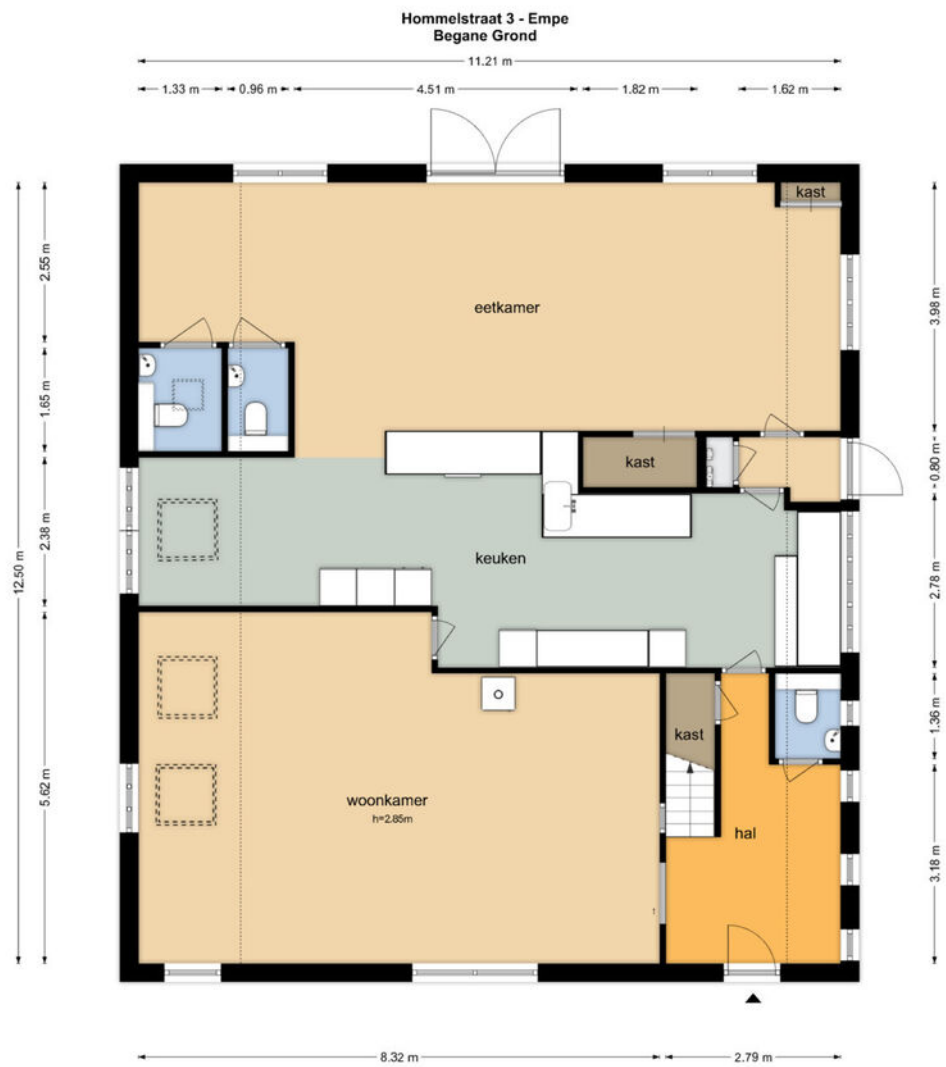 Hommelstraat 3 - Empe
Begane Grond
11.21 m
1.33 m 0.96 m 4.51 m 1.82 m 1.62 m
kast
2.55 m
3.98 m
eetkamer
1.65 m
kast
0.80 m
2.38 m
keuken
12.50 m
2.78 m
1.36 m
kast
5.62 m
woonkamer
h=2.85m
hal
3.18 m
8.32 m 2.79 m